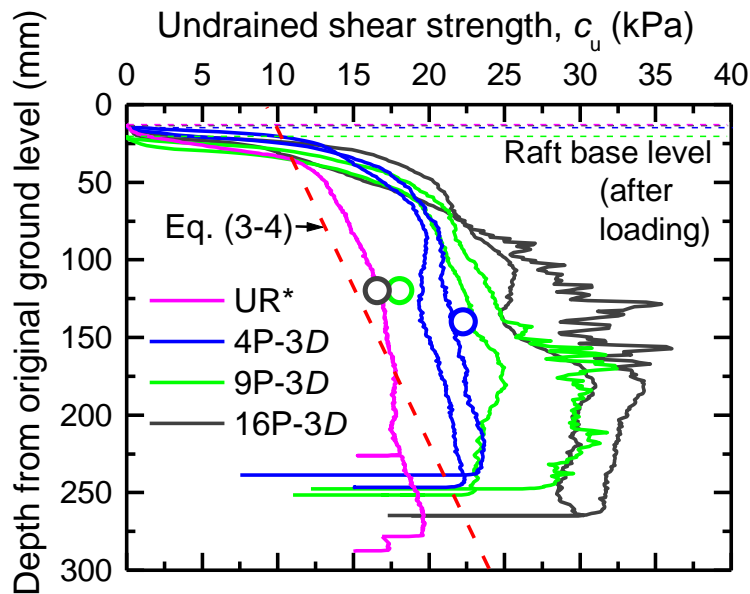 Undrained shear strength, cu (kPa)
0 5 10 15 20 25 30 35 40
Depth from original ground level (mm)
0
50
100
150
200
250
300
Raft base level
(after
loading)
Eq. (3-4)
UR*
4P-3D
9P-3D
16P-3D